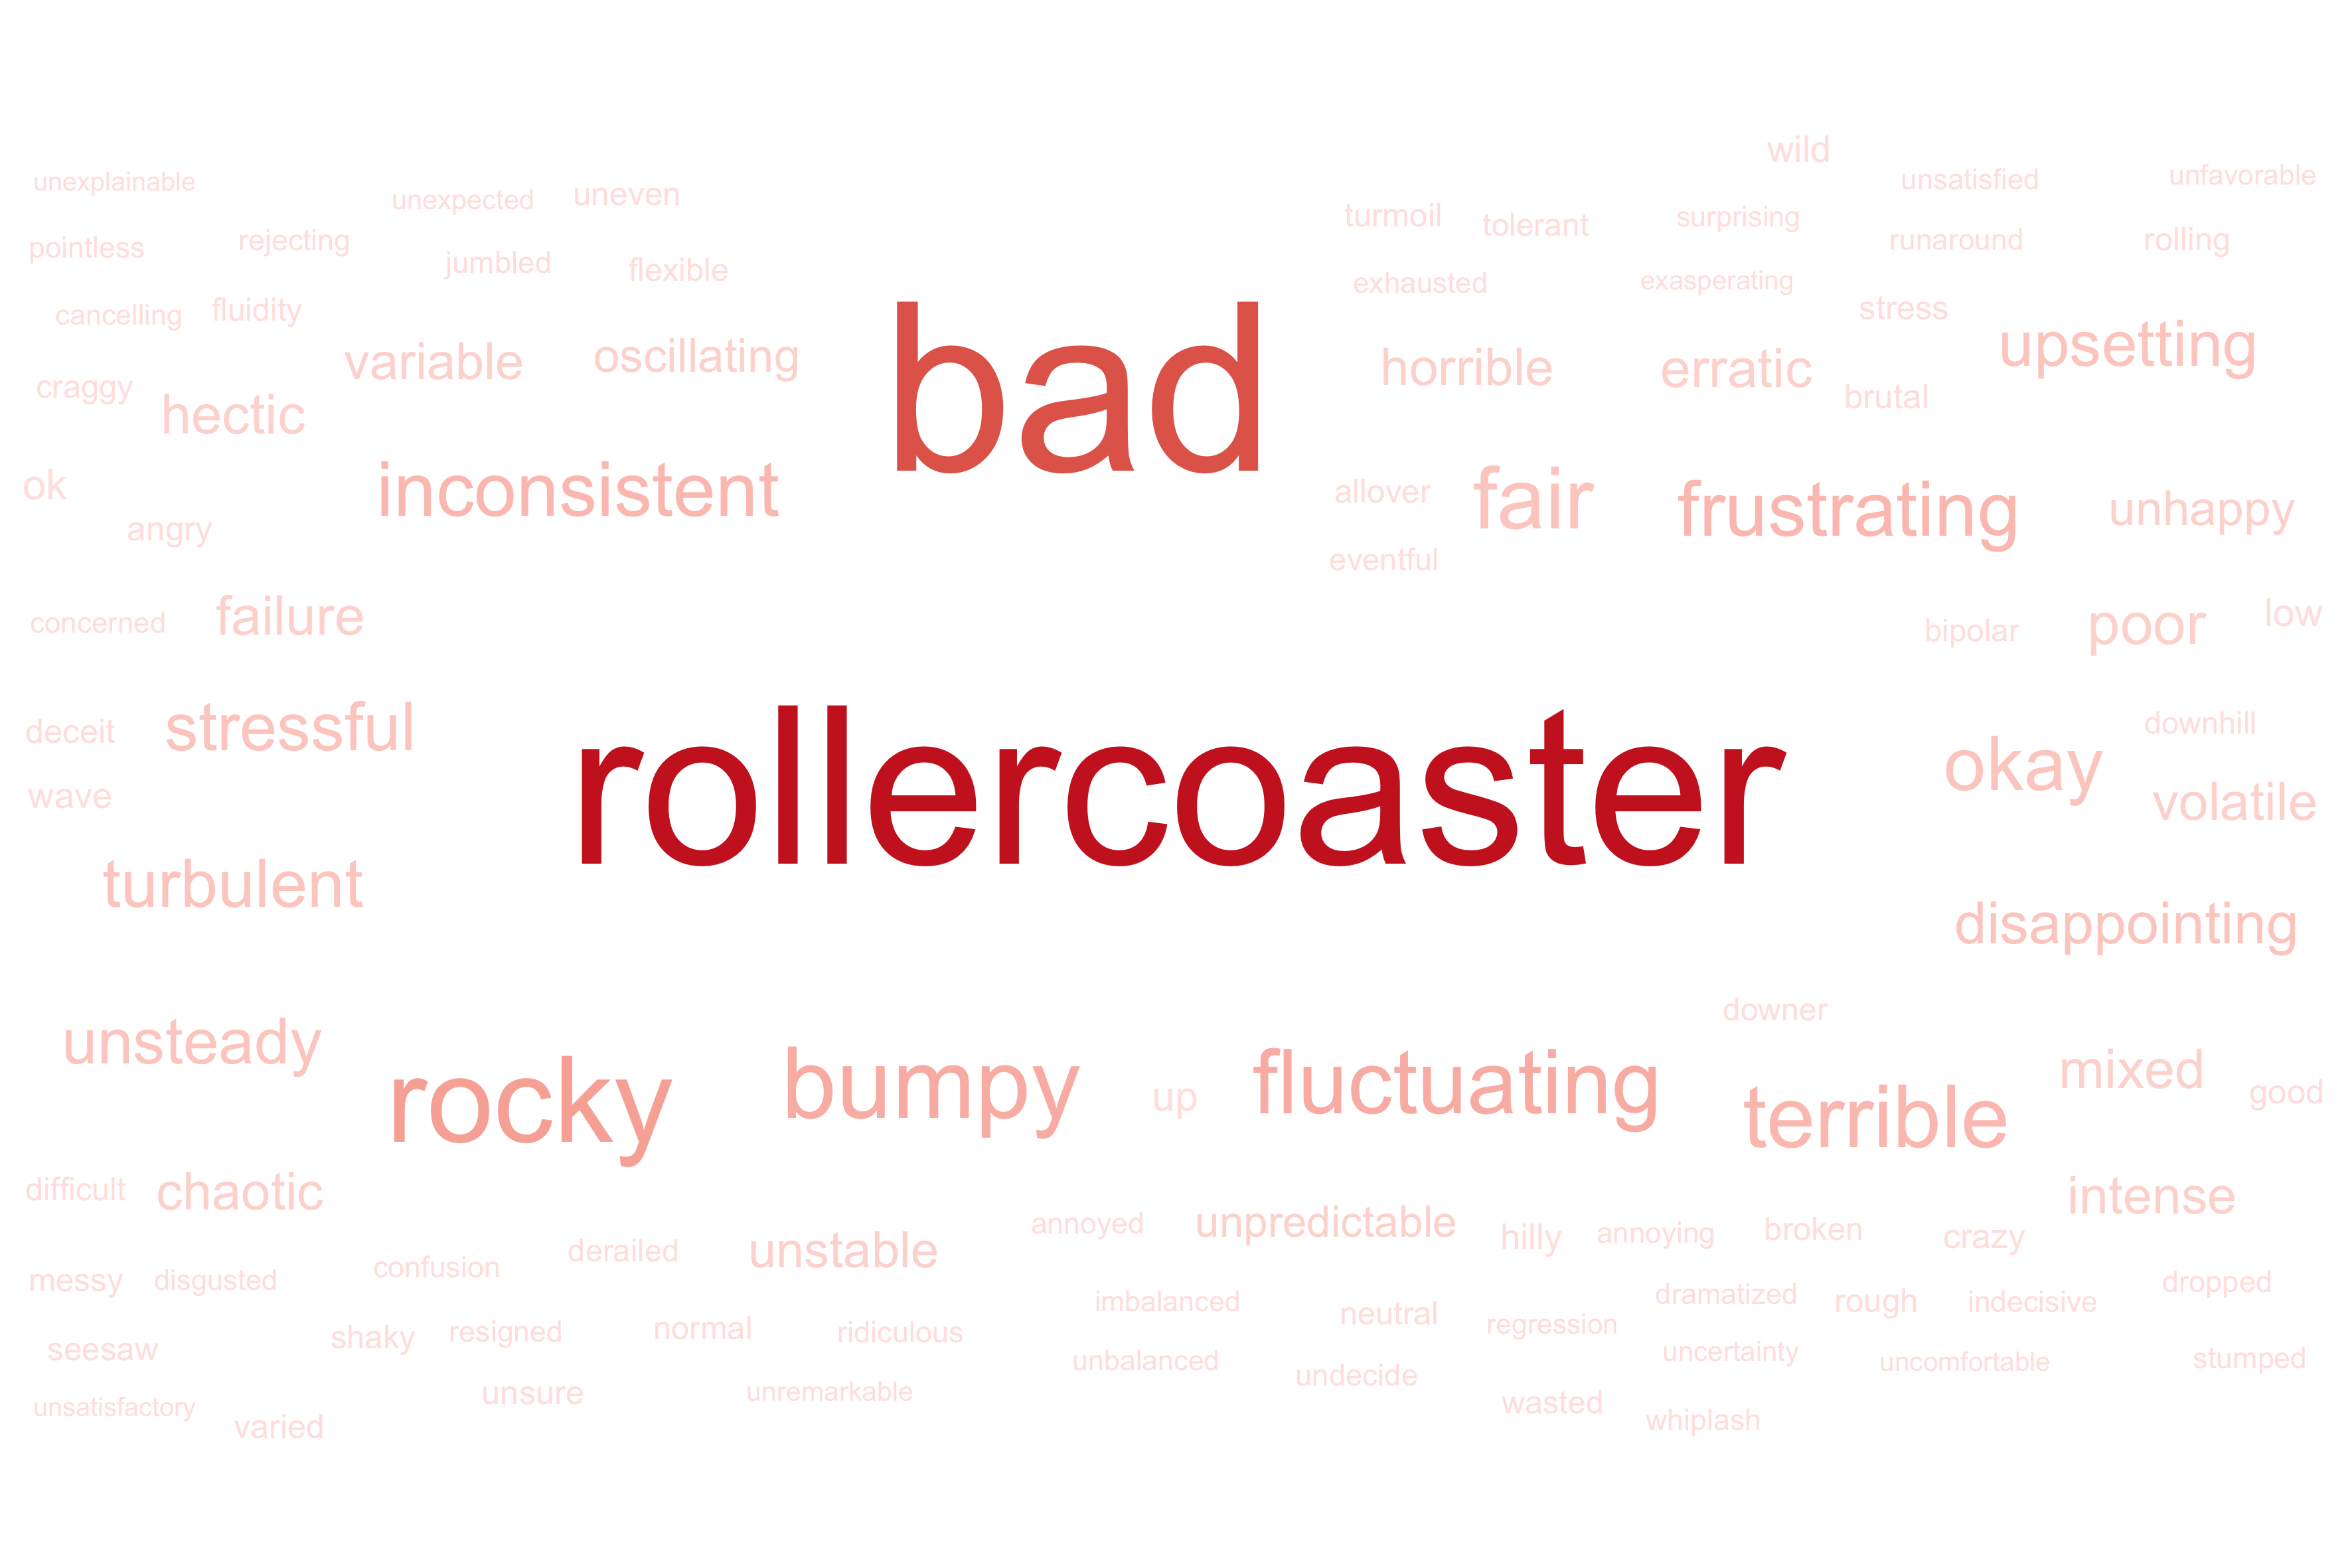 wild
unexplainable
unexpected
uneven
unsatisfied
unfavorable
turmoil
tolerant
surprising
pointless
rejecting
jumbled
flexible
runaround
rolling
exhausted
exasperating
cancelling
fluidity
stress
bad
variable
oscillating
horrible
erratic
upsetting
craggy
hectic
brutal
ok
inconsistent
allover
fair
frustrating
unhappy
angry
eventful
concerned
failure
bipolar
poor
low
deceit
stressful
downhill
rollercoaster
okay
wave
volatile
turbulent
disappointing
downer
unsteady
rocky
bumpy
up
fluctuating
terrible
mixed
good
difficult
chaotic
intense
annoyed
unpredictable
hilly
annoying
broken
crazy
confusion
derailed
unstable
messy
disgusted
imbalanced
neutral
dramatized
rough
indecisive
dropped
seesaw
shaky
resigned
normal
ridiculous
regression
unbalanced
undecide
uncertainty
uncomfortable
stumped
unsatisfactory
varied
unsure
unremarkable
wasted
whiplash